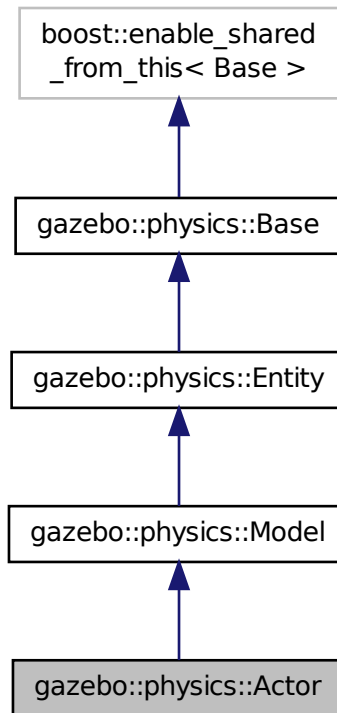 boost::enable_shared
_from_this< Base >
gazebo::physics::Base
gazebo::physics::Entity
gazebo::physics::Model
gazebo::physics::Actor